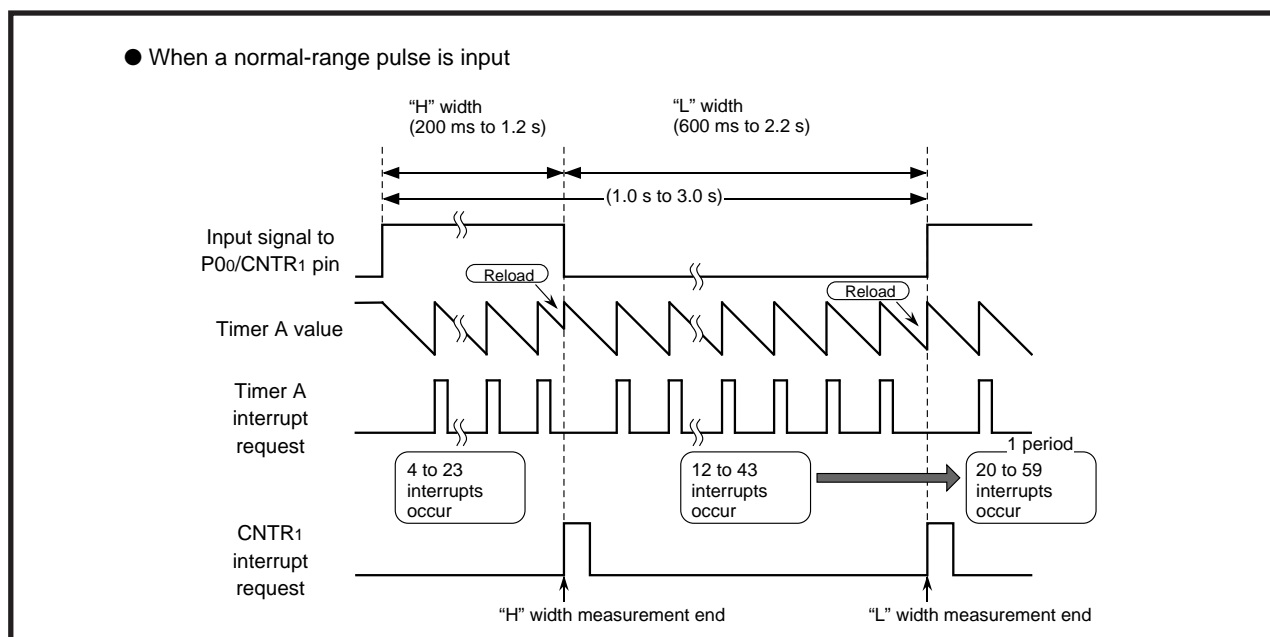 ● When a normal-range pulse is input
“H” width
(200 ms to 1.2 s)
“L” width
(600 ms to 2.2 s)
(1.0 s to 3.0 s)
Input signal to
P00/CNTR1 pin
Reload
Reload
Timer A value
Timer A
interrupt
request
1 period
4 to 23
interrupts
occur
12 to 43
interrupts
occur
20 to 59
interrupts
occur
CNTR1
interrupt
request
“H” width measurement end
“L” width measurement end